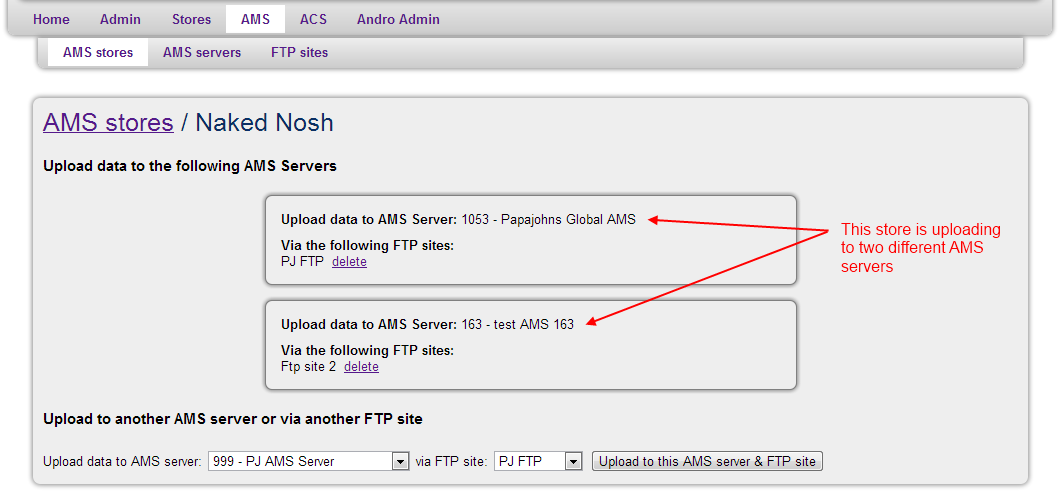 Home Admin Stores AMS ACS Andro Admin
AMS stores AMS servers FTP sites
AMS stores / Naked Nosh
Upload data to the following AMS Servers
Upload data to AMS Server: 1053 - Papajohns Global AMS
Via the following FTP sites:
PJ FTP delete
This store is uploading
to two different AMS
servers
Upload data to AMS Server: 163 - test AMS 163
Via the following FTP sites:
Ftp site 2 delete
Upload to another AMS server or via another FTP site
Upload data to AMS server: 999 - PJ AMS Server via FTP site: PJ FTP Upload to this AMS server & FTP site